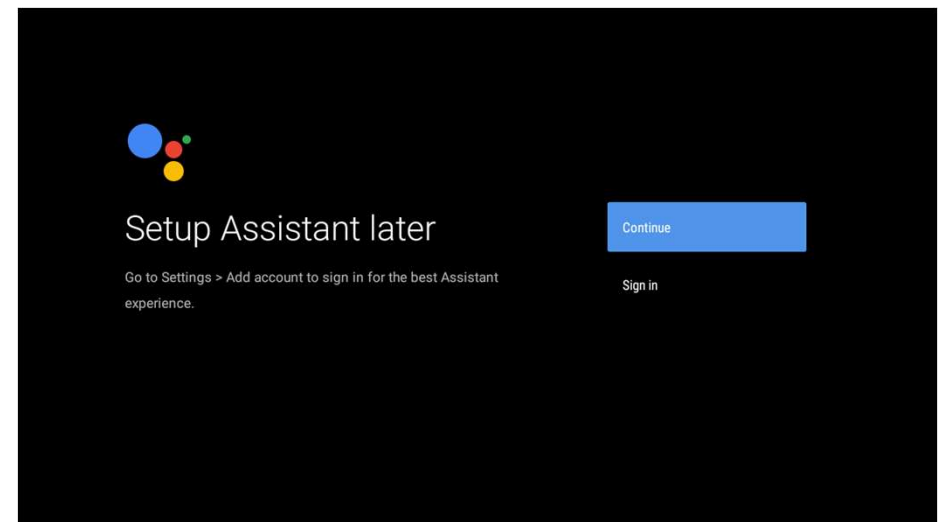 Setup Assistant later
Go to Settings > Add account to sign in for the best Assistant
experience.
Continue
Sign in